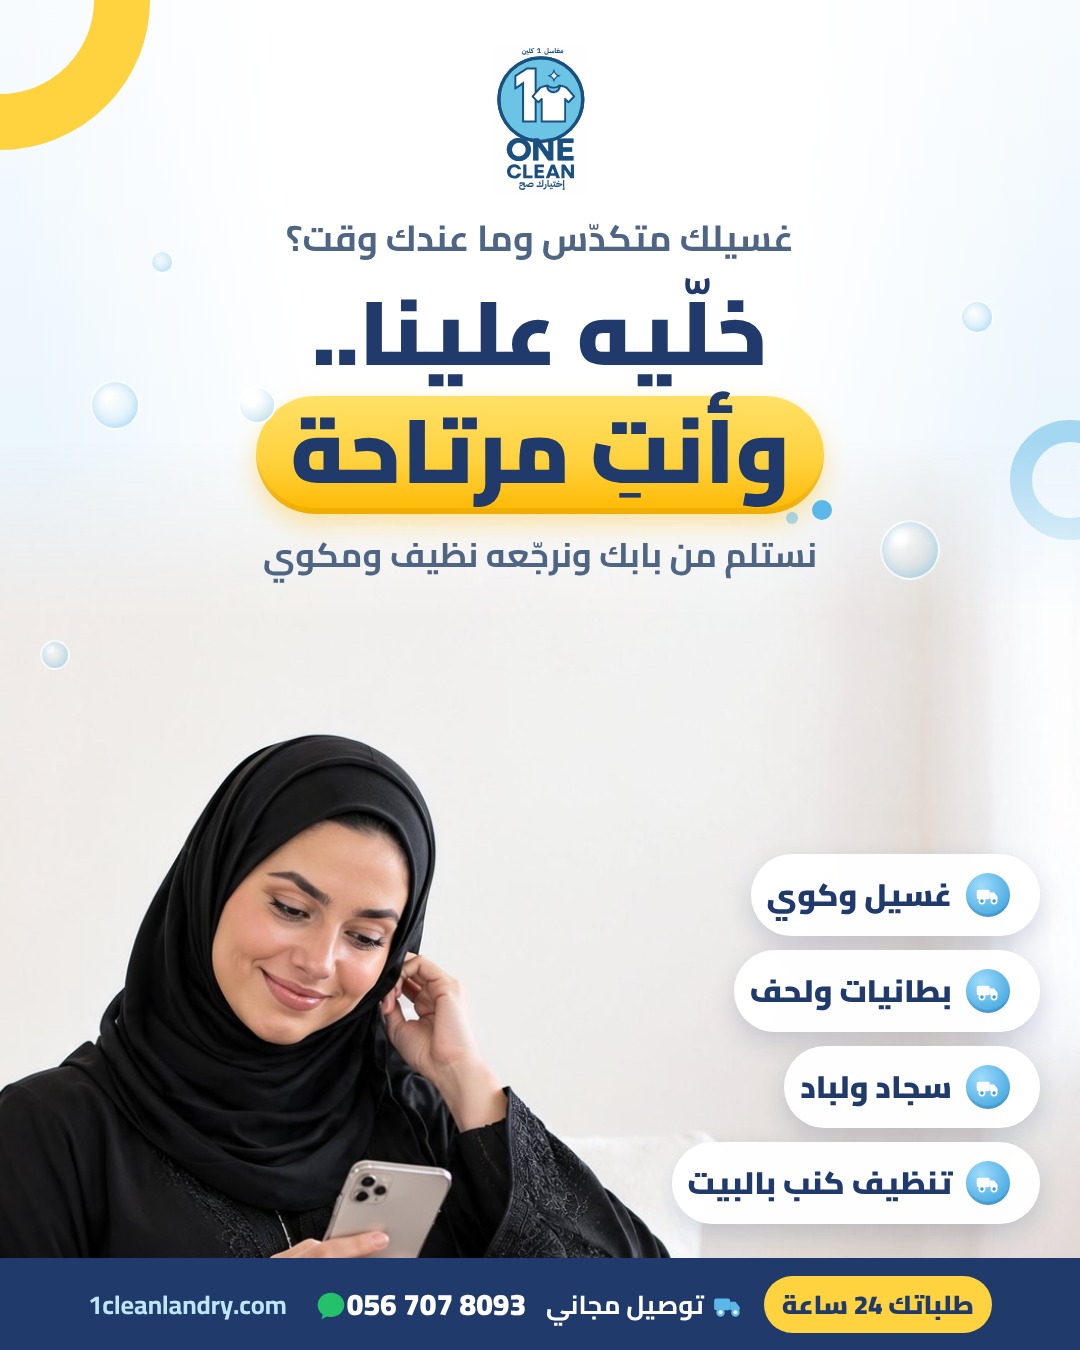 مغاسل 1 كلين
1
ONE
CLEAN
إختيارك صح
غسيلك متكدّس وما عندك وقت؟
خلّيه علينا..
وأنتِ مرتاحة
نستلم من بابك ونرجّعه نظيف ومكوي
غسيل وكوي
بطانيات ولحف
سجاد ولباد
تنظيف كنب بالبيت
طلباتك 24 ساعة
توصيل مجاني
056 707 8093
1cleanlandry.com